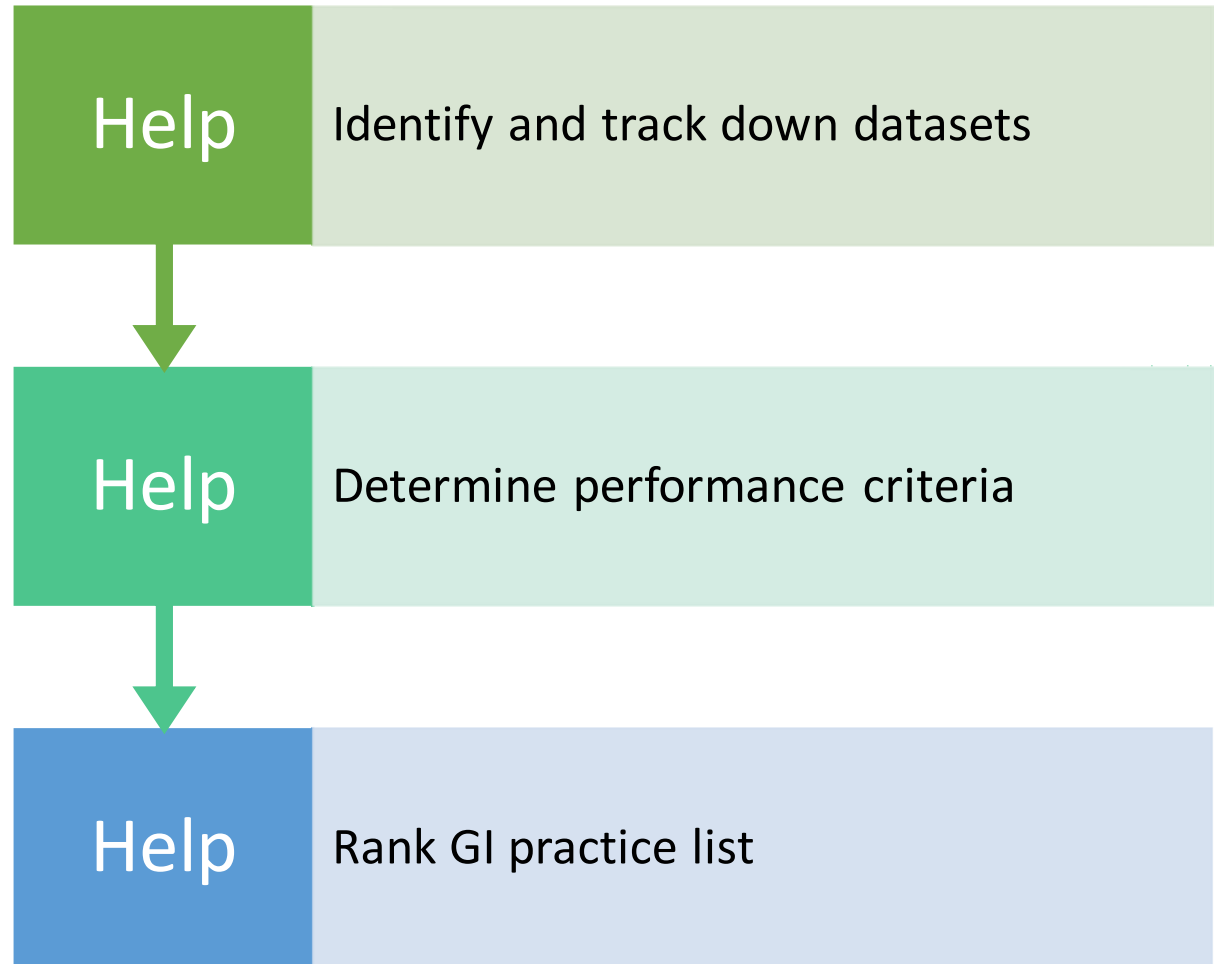 Help
Identify and track down datasets
Help
Determine performance criteria
Help
Rank GI practice list